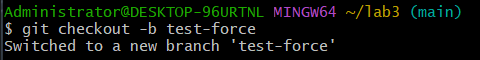 Administrator@DESKTOP-96URTNL MINGW64 ~/lab3 (main)
$ git checkout -b test-force
Switched to a new branch 'test-force'